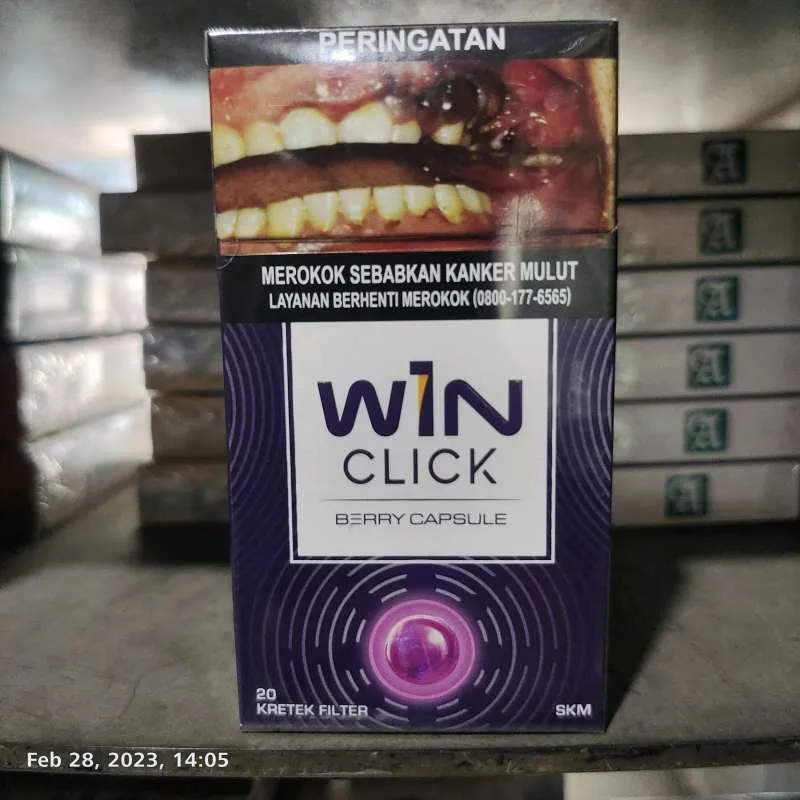 PERINGATAN
MEROKOK SEBABKAN KANKER MULUT
LAYANAN BERHENTI MEROKOK (0800-177-6565)
WIN
CLICK
BERRY CAPSULE
20
KRETEK FILTER
SKM
A
A
A
A
A
A
Feb 28, 2023, 14:05